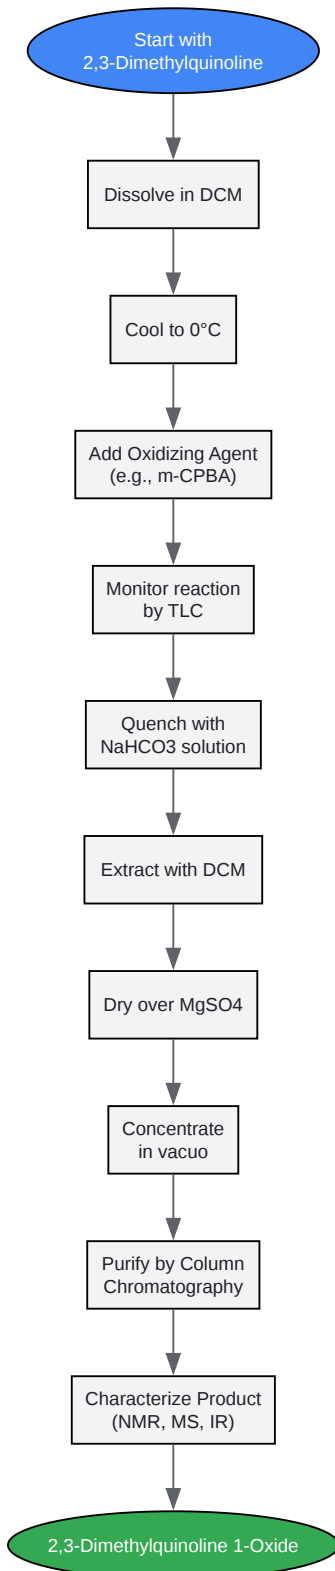 Start with
2,3-Dimethylquinoline
Dissolve in DCM
Cool to 0°C
Add Oxidizing Agent
(e.g., m-CPBA)
Monitor reaction
by TLC
Quench with
NaHCO3 solution
Extract with DCM
Dry over MgSO4
Concentrate
in vacuo
Purify by Column
Chromatography
Characterize Product
(NMR, MS, IR)
2,3-Dimethylquinoline 1-Oxide